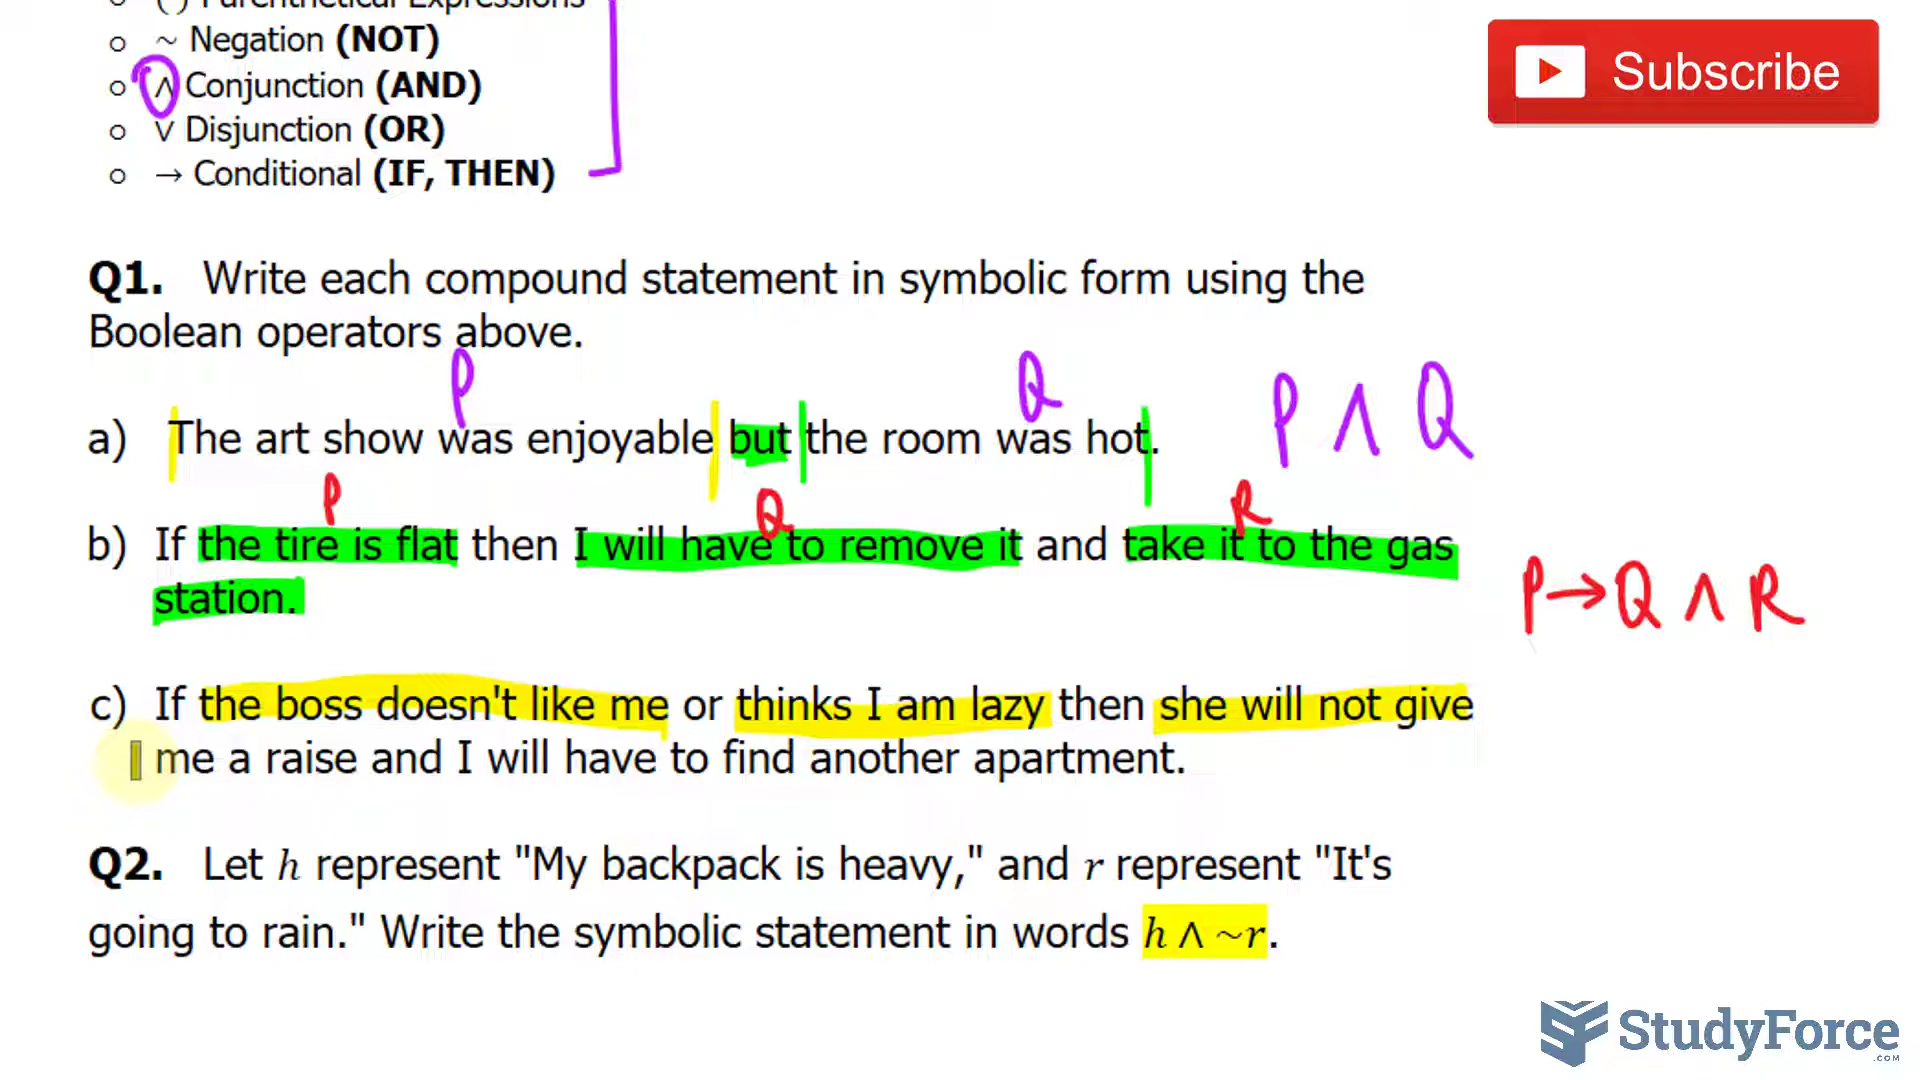 ○ ( ) Parenthetical Expressions
○ ~ Negation (NOT)
○ ∧ Conjunction (AND)
○ ∨ Disjunction (OR)
○ → Conditional (IF, THEN)
Subscribe
Q1. Write each compound statement in symbolic form using the
Boolean operators above.
P Q
a) The art show was enjoyable but the room was hot. P ∧ Q
P Q R
b) If the tire is flat then I will have to remove it and take it to the gas
station. P → Q ∧ R
c) If the boss doesn't like me or thinks I am lazy then she will not give
me a raise and I will have to find another apartment.
Q2. Let h represent "My backpack is heavy," and r represent "It's
going to rain." Write the symbolic statement in words h ∧ ~r.
StudyForce
.COM